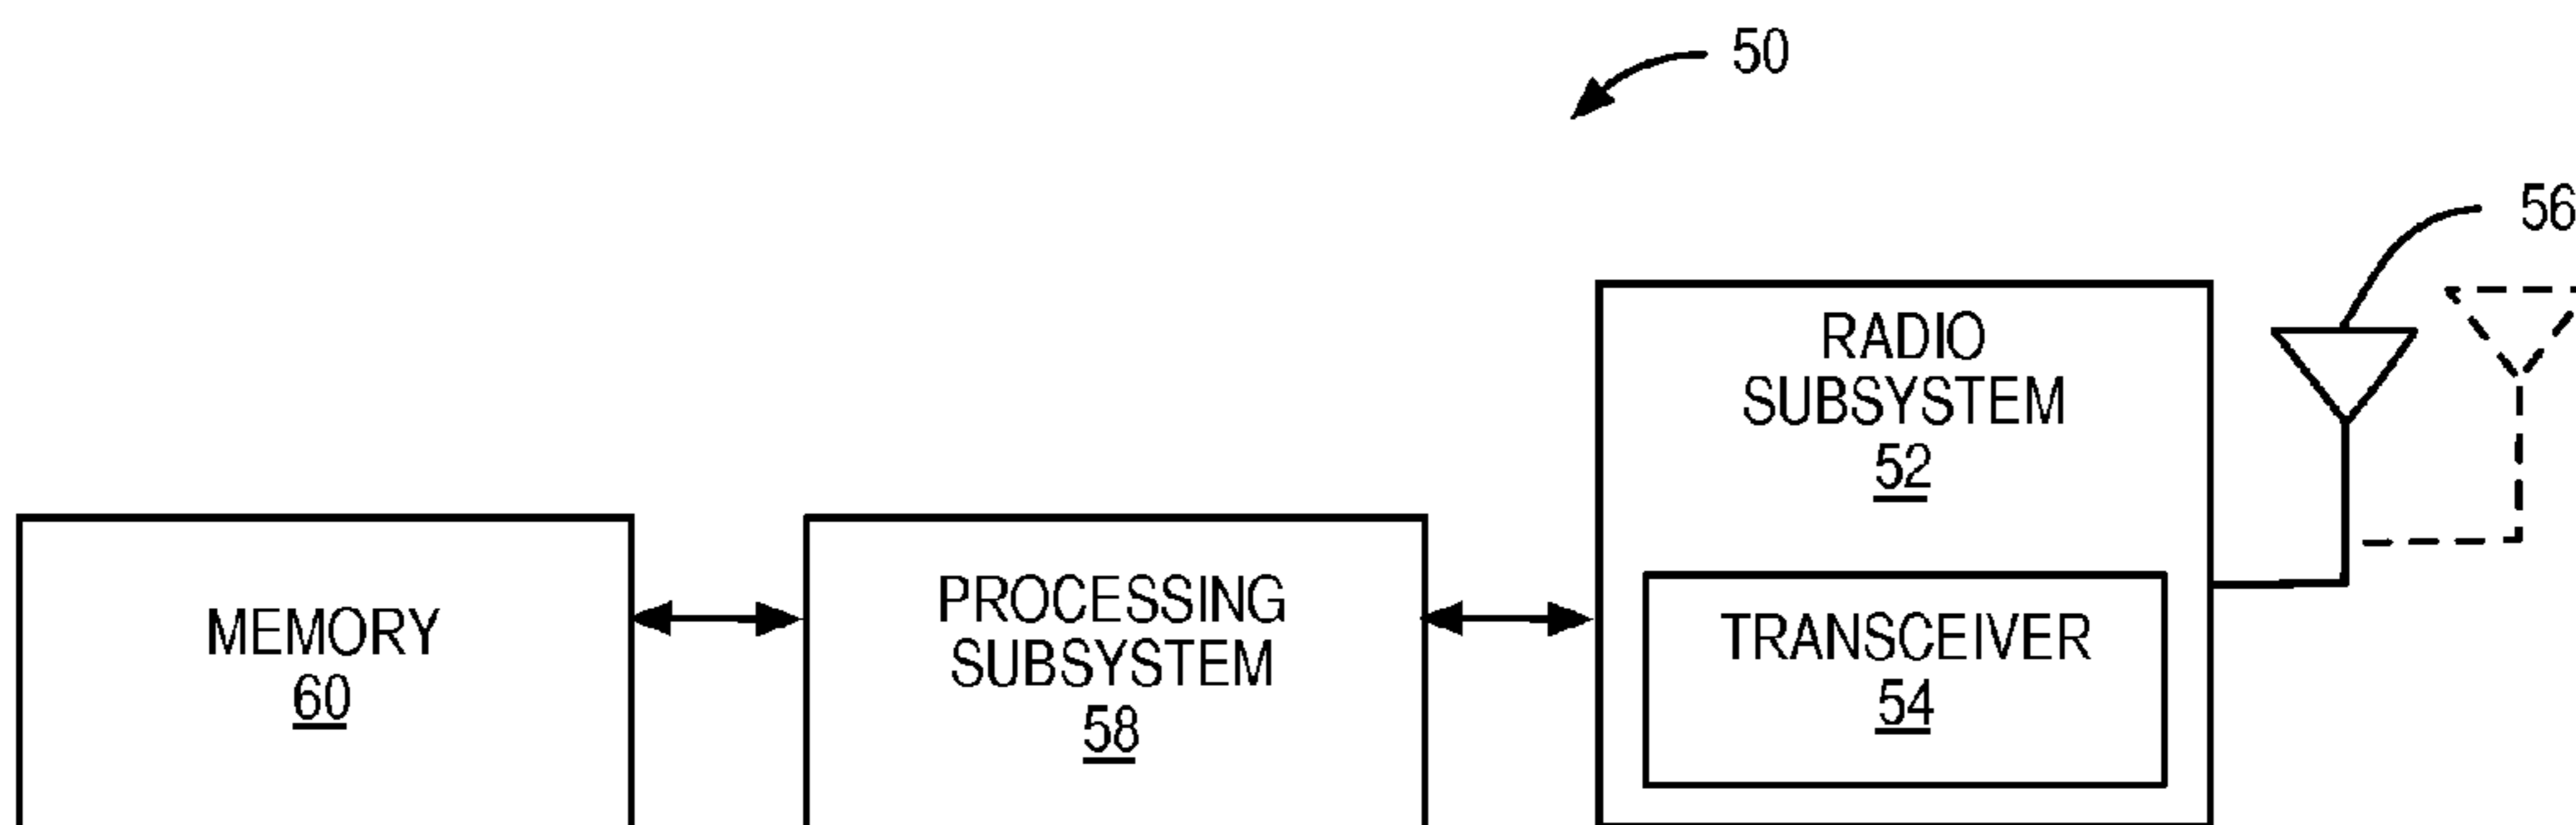 50
56
RADIO
SUBSYSTEM
52
MEMORY
60
PROCESSING
SUBSYSTEM
58
TRANSCEIVER
54